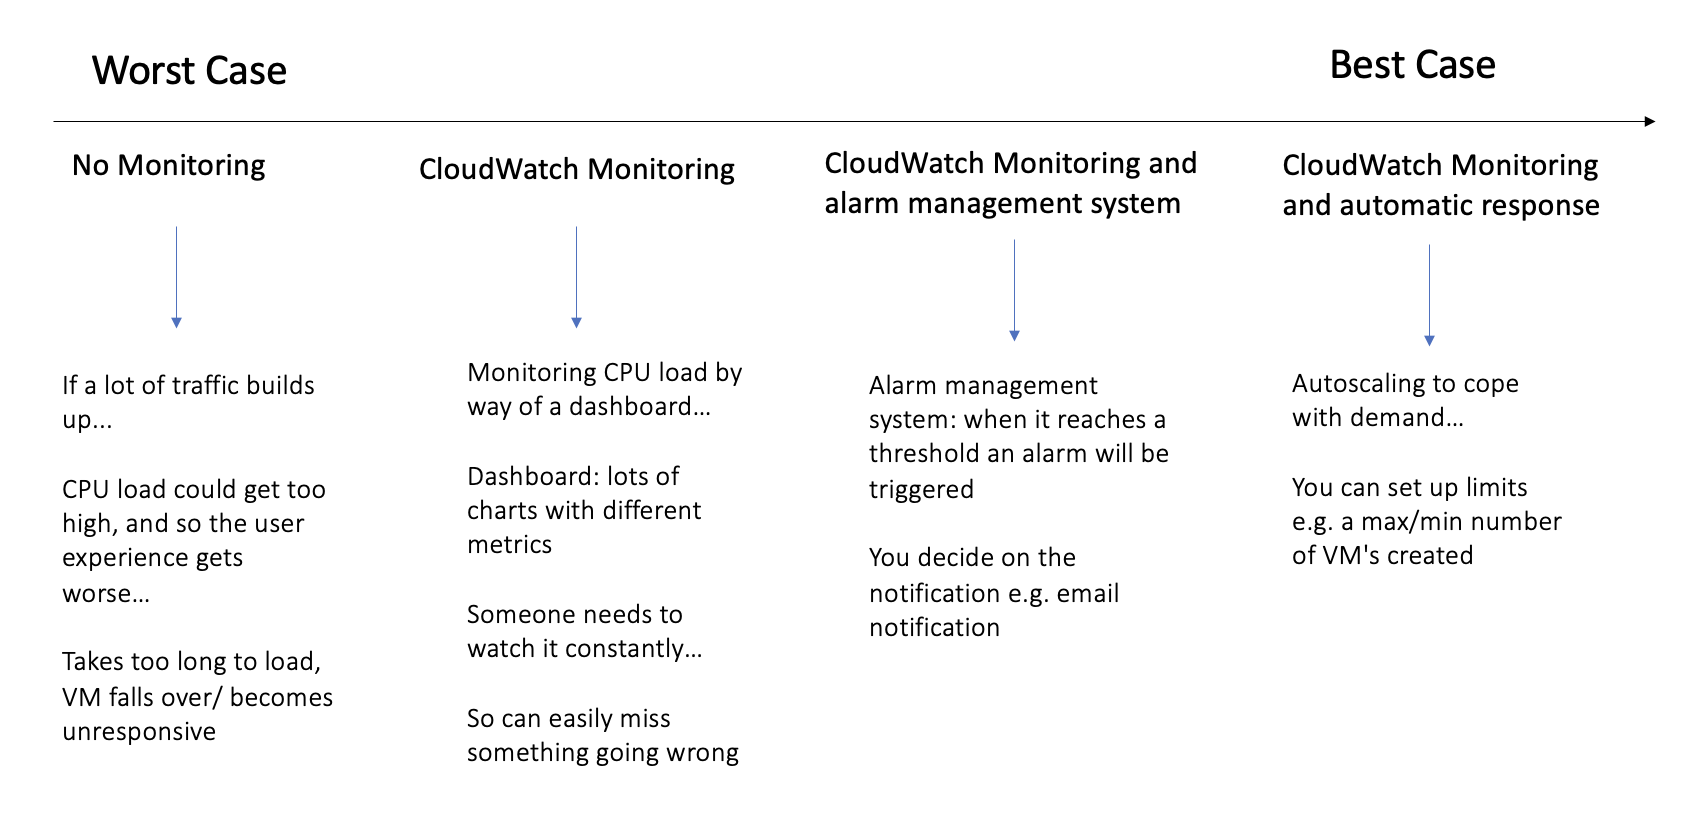 Worst Case
Best Case
No Monitoring
CloudWatch Monitoring
CloudWatch Monitoring and
alarm management system
CloudWatch Monitoring
and automatic response
If a lot of traffic builds
up...
CPU load could get too
high, and so the user
experience gets
worse…
Takes too long to load,
VM falls over/ becomes
unresponsive
Monitoring CPU load by
way of a dashboard…
Dashboard: lots of
charts with different
metrics
Someone needs to
watch it constantly…
So can easily miss
something going wrong
Alarm management
system: when it reaches a
threshold an alarm will be
triggered
You decide on the
notification e.g. email
notification
Autoscaling to cope
with demand…
You can set up limits
e.g. a max/min number
of VM's created